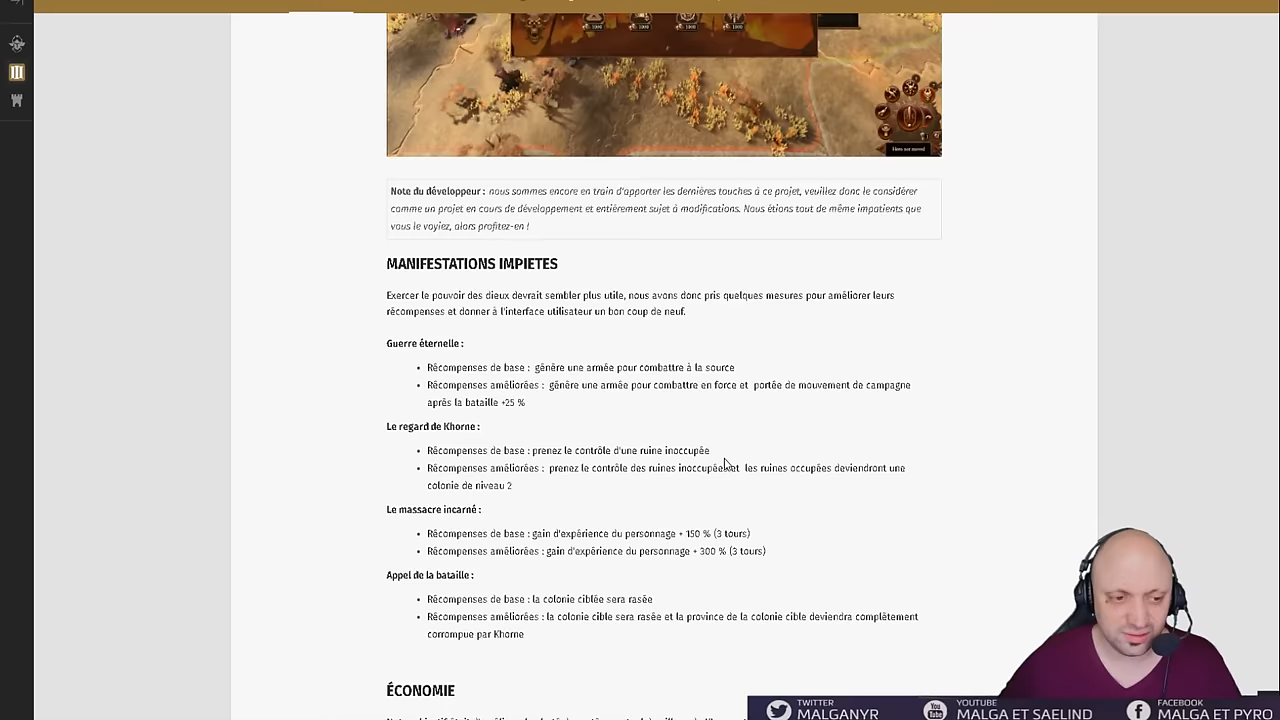 1000 1000 1000 1000
Hero not moved
Note du développeur : nous sommes encore en train d'apporter les dernières touches à ce projet, veuillez donc le considérer
comme un projet en cours de développement et entièrement sujet à modifications. Nous étions tout de même impatients que
vous le voyiez, alors profitez-en !
MANIFESTATIONS IMPIETES
Exercer le pouvoir des dieux devrait sembler plus utile, nous avons donc pris quelques mesures pour améliorer leurs
récompenses et donner à l'interface utilisateur un bon coup de neuf.
Guerre éternelle :
• Récompenses de base : génère une armée pour combattre à la source
• Récompenses améliorées : génère une armée pour combattre en force et portée de mouvement de campagne
après la bataille +25 %
Le regard de Khorne :
• Récompenses de base : prenez le contrôle d'une ruine inoccupée
• Récompenses améliorées : prenez le contrôle des ruines inoccupées et les ruines occupées deviendront une
colonie de niveau 2
Le massacre incarné :
• Récompenses de base : gain d'expérience du personnage + 150 % (3 tours)
• Récompenses améliorées : gain d'expérience du personnage + 300 % (3 tours)
Appel de la bataille :
• Récompenses de base : la colonie ciblée sera rasée
• Récompenses améliorées : la colonie cible sera rasée et la province de la colonie cible deviendra complètement
corrompue par Khorne
ÉCONOMIE
TWITTER
MALGANYR
You Tube
YOUTUBE
MALGA ET SAELIND
FACEBOOK
MALGA ET PYRO